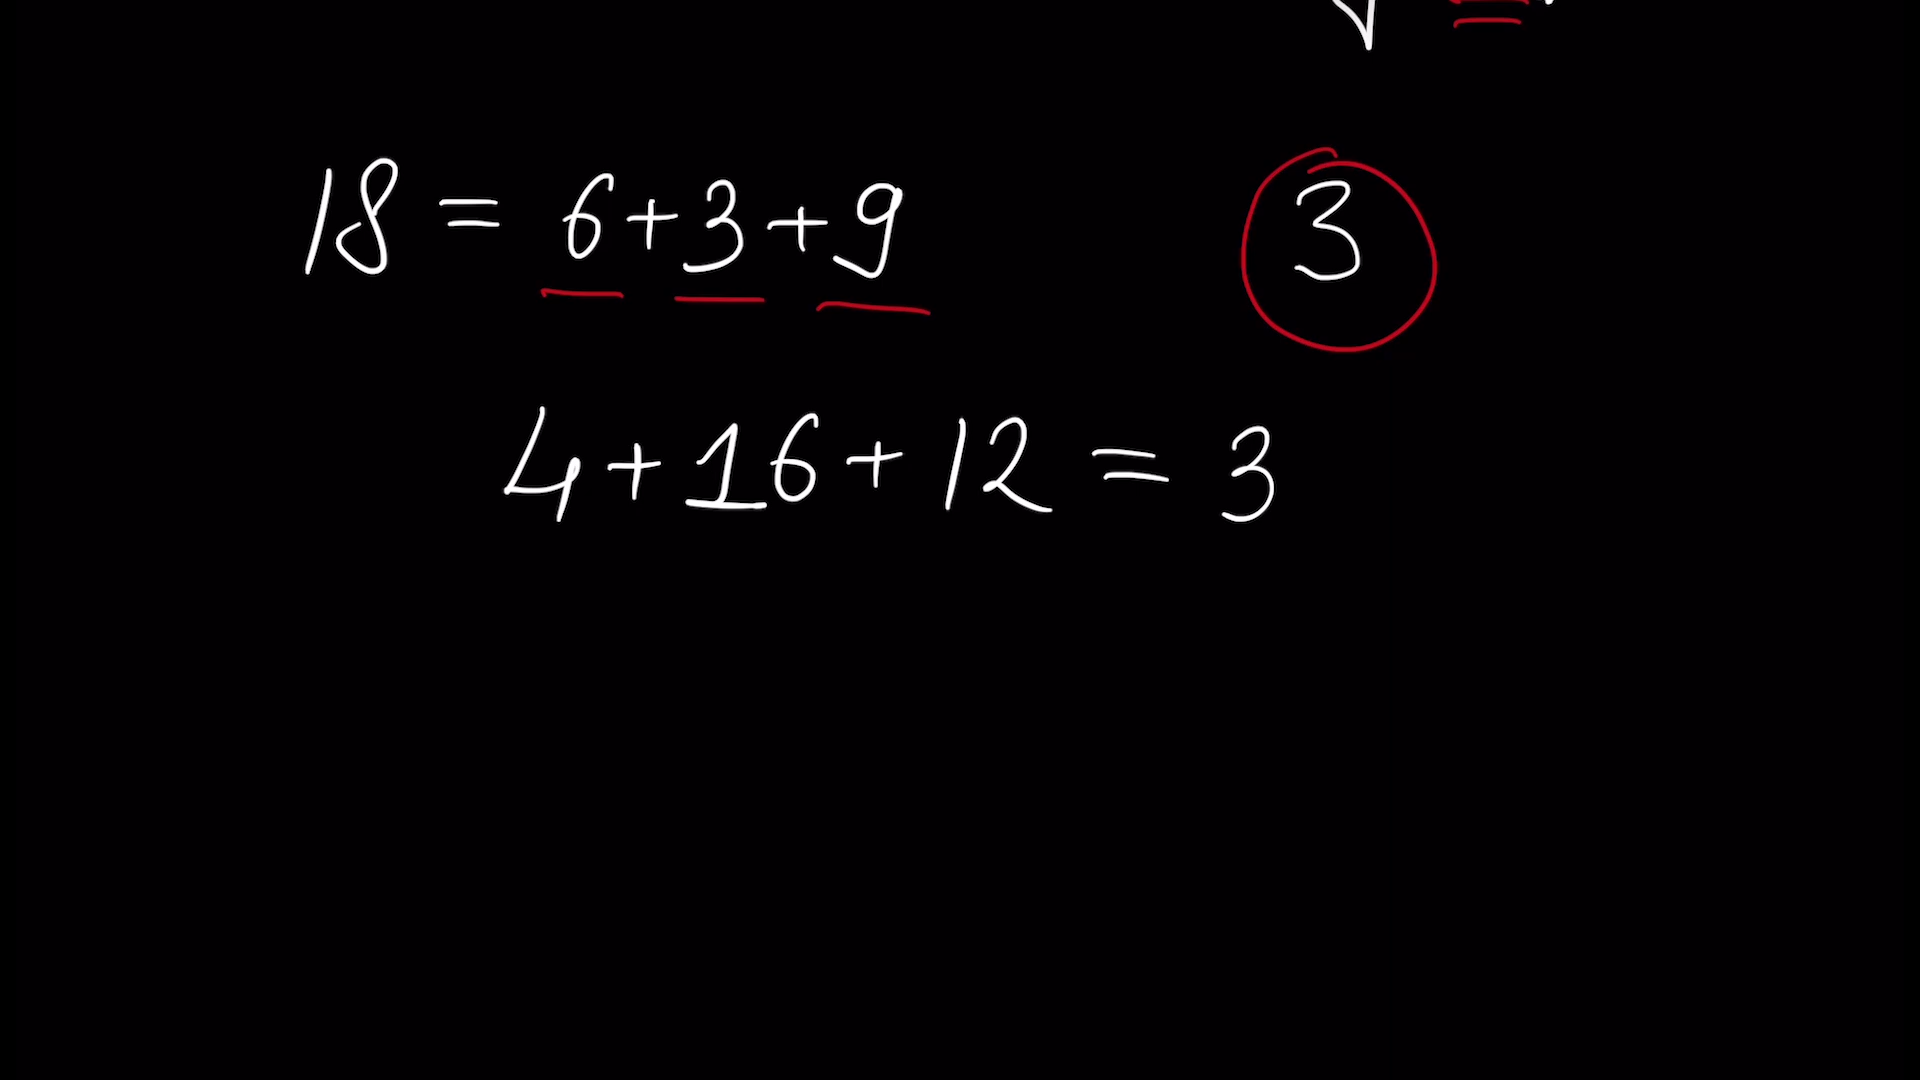 18 = 6+3+9 3
4+16+12 = 3